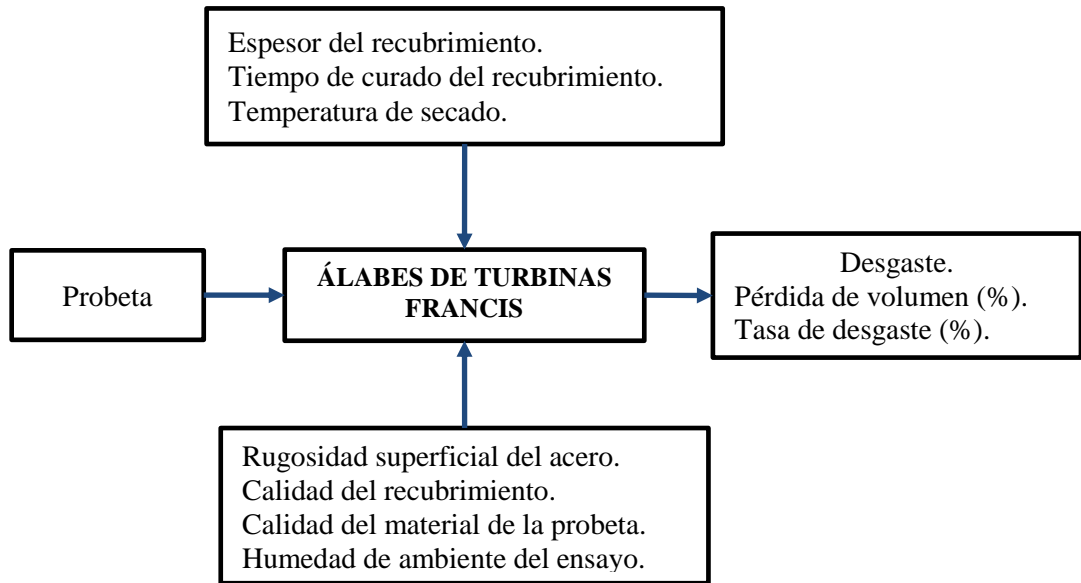 Espesor del recubrimiento.
Tiempo de curado del recubrimiento.
Temperatura de secado.
Probeta
ÁLABES DE TURBINAS
FRANCIS
Desgaste.
Pérdida de volumen (%).
Tasa de desgaste (%).
Rugosidad superficial del acero.
Calidad del recubrimiento.
Calidad del material de la probeta.
Humedad de ambiente del ensayo.